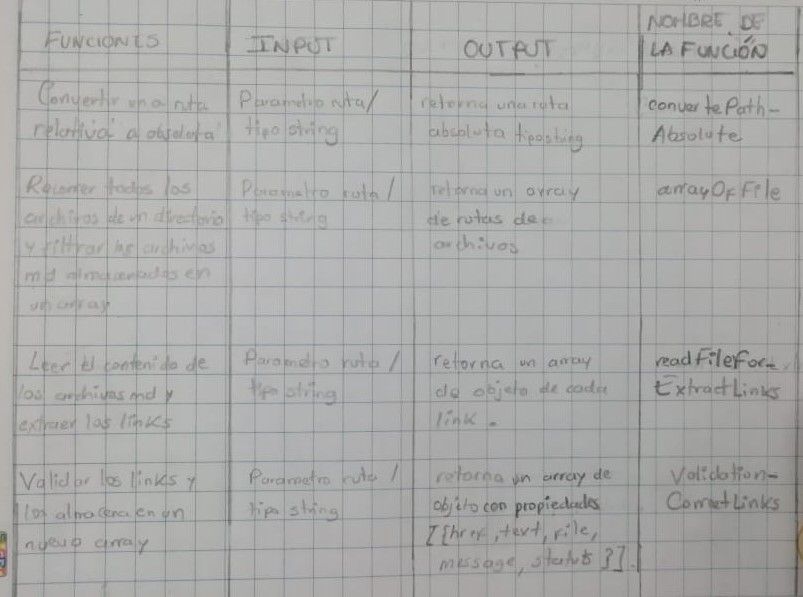 FUNCIONES
INPUT
OUTPUT
NOMBRE DE
LA FUNCIÓN
Convertir una ruta
relativa a absoluta
Parametro ruta/
tipo string
retorna una ruta
absoluta tipo string
converte Path-
Absolute
Recorrer todos los
archivos de un directorio
y filtrar los archivos
md almacenados en
un array
Parametro ruta/
tipo string
retorna un array
de rutas de
archivos
arrayOfFile
Leer el contenido de
los archivos md y
extraer los links
Parametro ruta/
tipo string
retorna un array
de objeto de cada
link.
readFileFor-
ExtractLinks
Validar los links y
los almacena en un
nuevo array
Parametro ruta/
tipo string
retorna un array de
objeto con propiedades
[{href, text, file,
message, status}].
Validation-
CorrectLinks